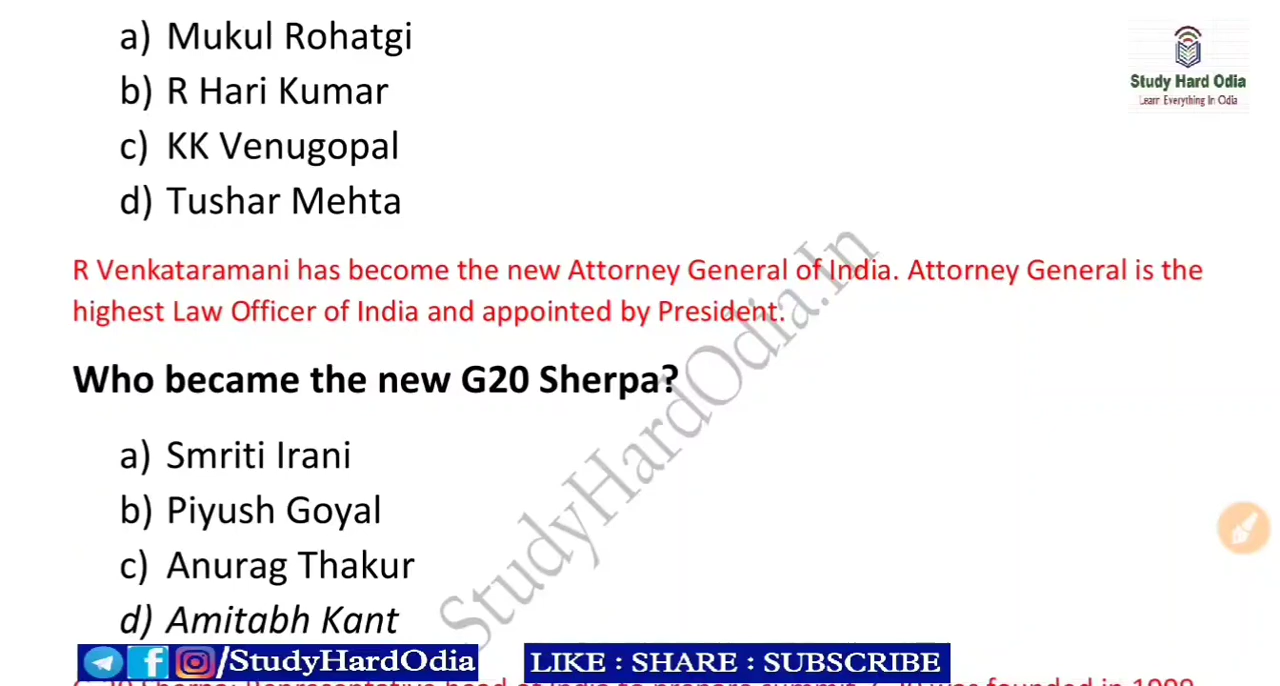 a) Mukul Rohatgi
b) R Hari Kumar
c) KK Venugopal
d) Tushar Mehta
Study Hard Odia
Learn Everything In Odia
R Venkataramani has become the new Attorney General of India. Attorney General is the
highest Law Officer of India and appointed by President.
Who became the new G20 Sherpa?
a) Smriti Irani
b) Piyush Goyal
c) Anurag Thakur
d) Amitabh Kant
StudyHardOdia.In
/StudyHardOdia
LIKE : SHARE : SUBSCRIBE